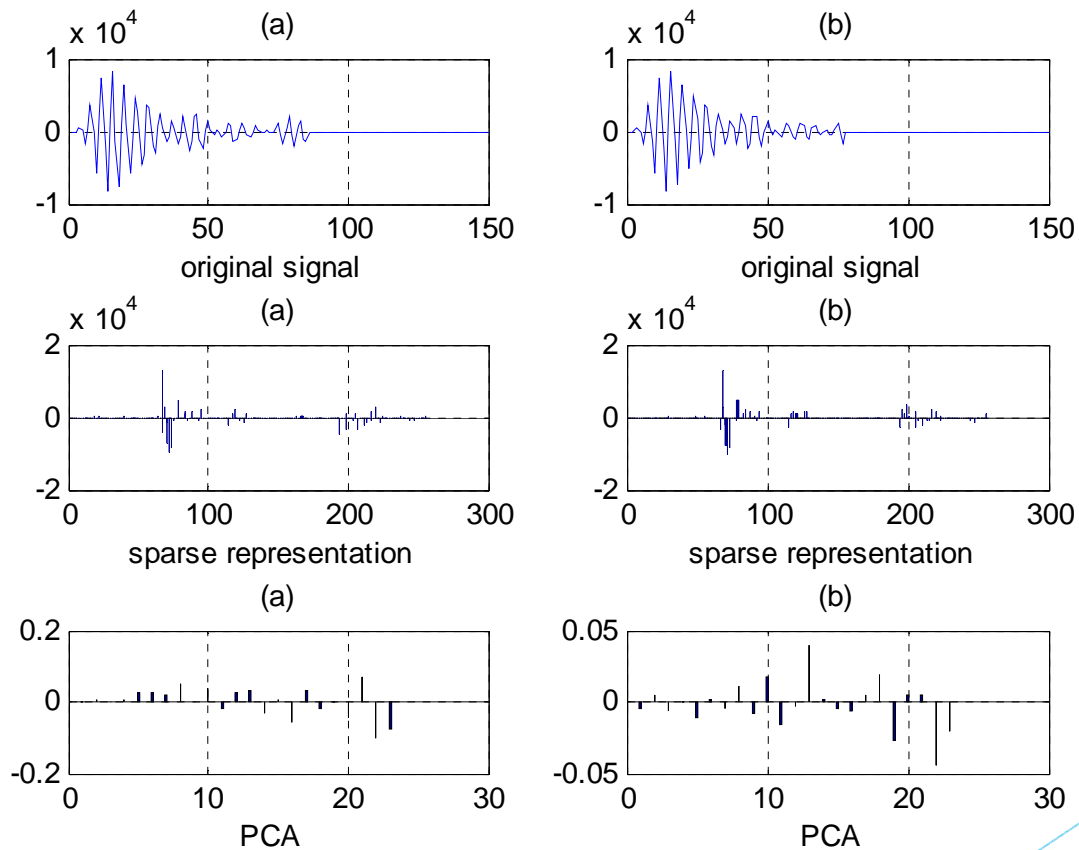 (a)
x 10^4
1
0
-1
0 50 100 150
original signal
(b)
x 10^4
1
0
-1
0 50 100 150
original signal
(a)
x 10^4
2
0
-2
0 100 200 300
sparse representation
(b)
x 10^4
2
0
-2
0 100 200 300
sparse representation
(a)
0.2
0
-0.2
0 10 20 30
PCA
(b)
0.05
0
-0.05
0 10 20 30
PCA